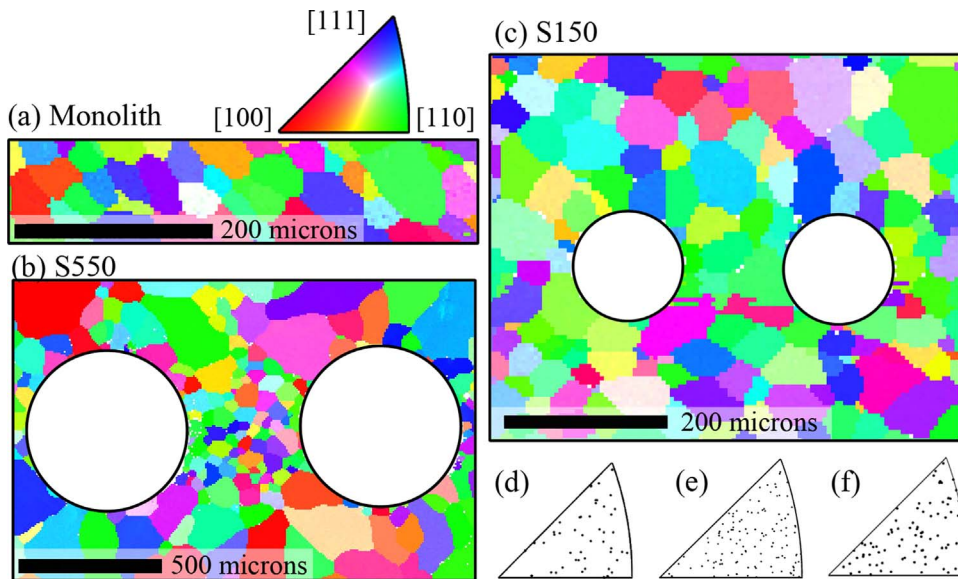 [111]
[100]
[110]
(a) Monolith
200 microns
(b) S550
500 microns
(c) S150
200 microns
(d)
(e)
(f)